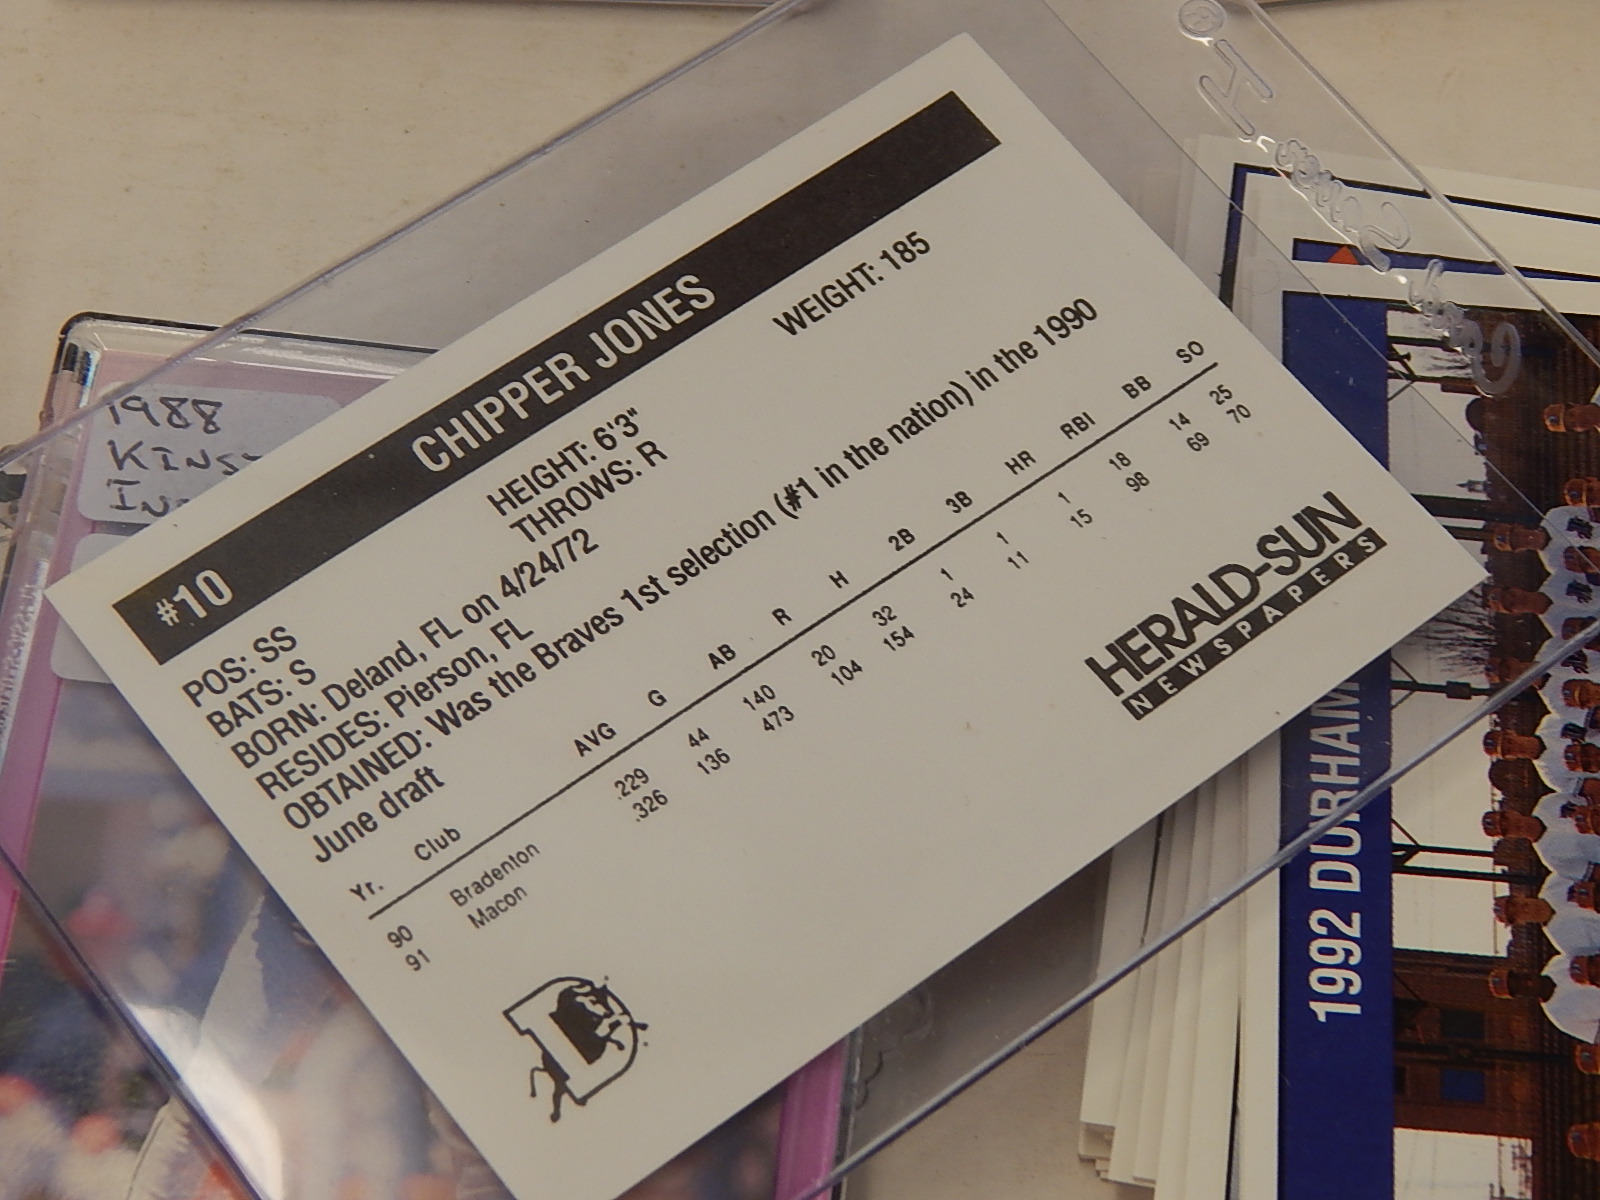 #10 CHIPPER JONES
POS: SS HEIGHT: 6'3" WEIGHT: 185
BATS: S THROWS: R
BORN: Deland, FL on 4/24/72
RESIDES: Pierson, FL
OBTAINED: Was the Braves 1st selection (#1 in the nation) in the 1990
June draft
Yr. Club AVG G AB R H 2B 3B HR RBI BB SO
90 Bradenton .229 44 140 20 32 1 1 1 18 14 25
91 Macon .326 136 473 104 154 24 11 15 98 69 70
D
HERALD-SUN
NEWSPAPERS
1988
1992 DURHAM